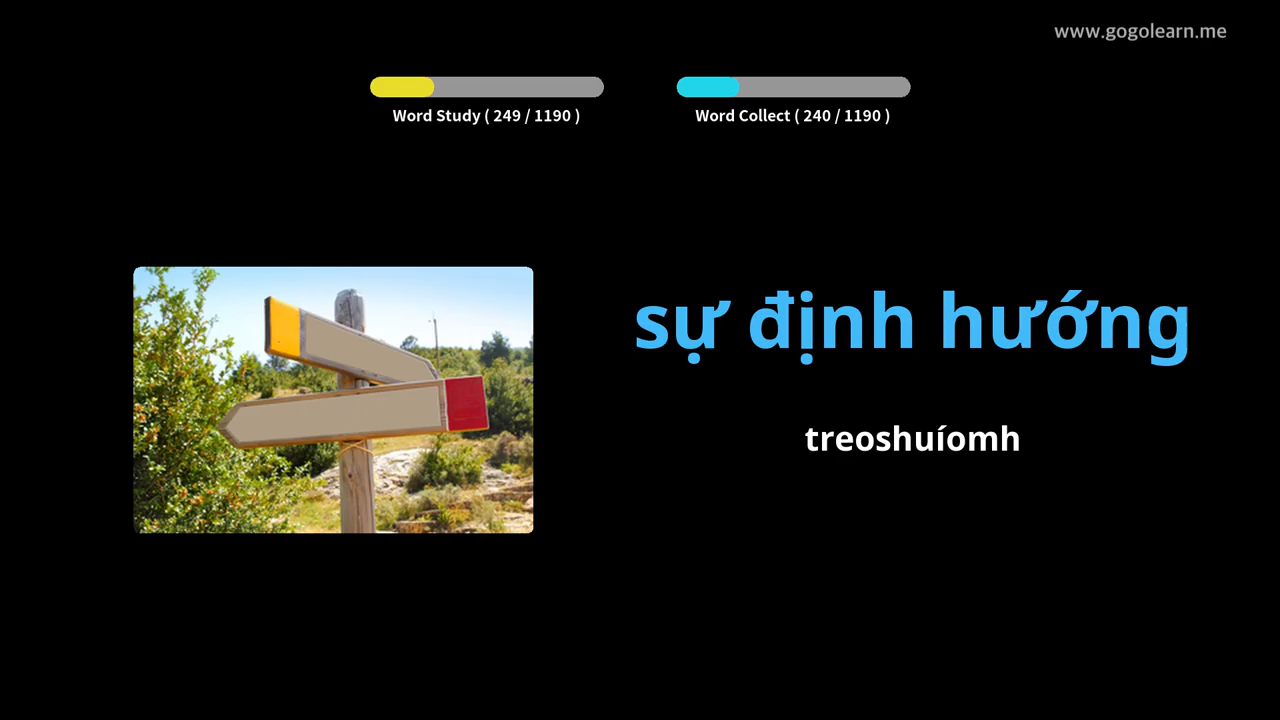 www.gogolearn.me
Word Study ( 249 / 1190 )
Word Collect ( 240 / 1190 )
sự định hướng
treoshuíomh